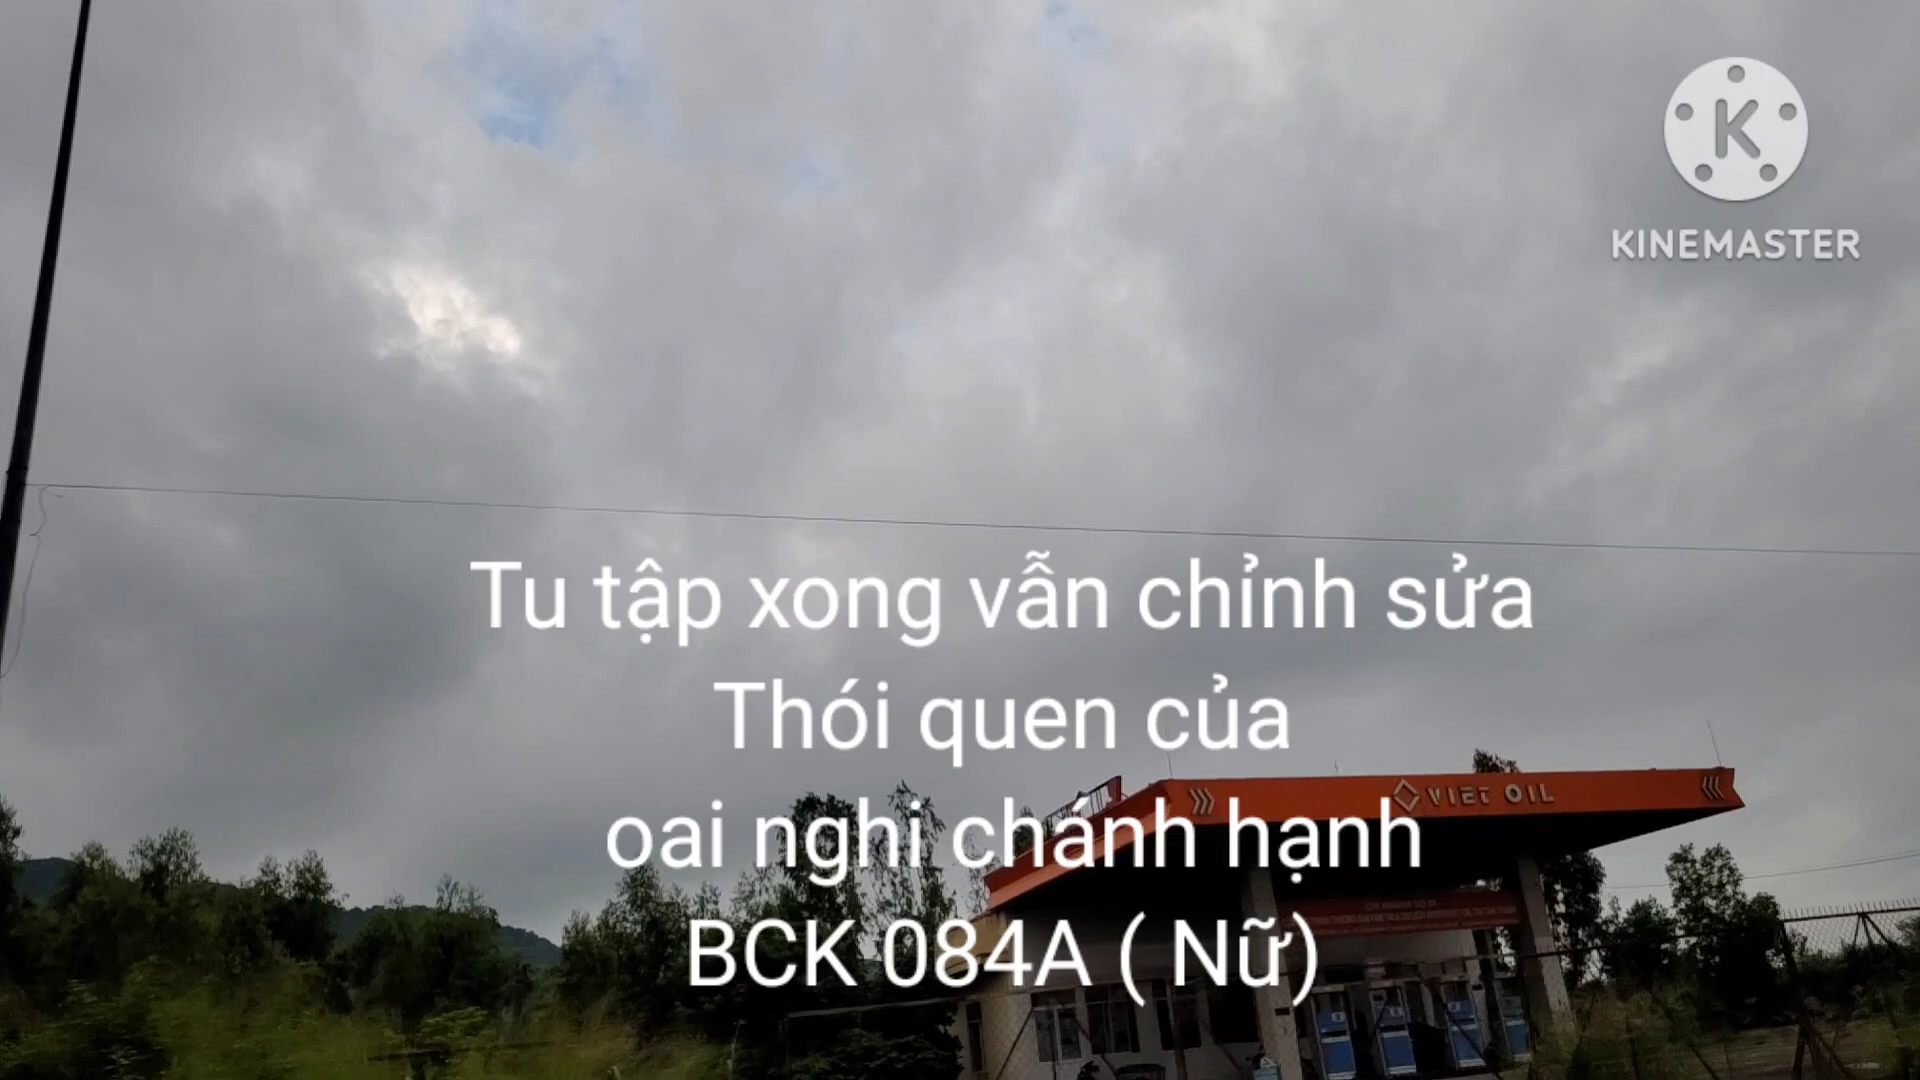 KINEMASTER
Tu tập xong vẫn chỉnh sửa
Thói quen của
oai nghi chánh hạnh
BCK 084A ( Nữ)
VIET OIL